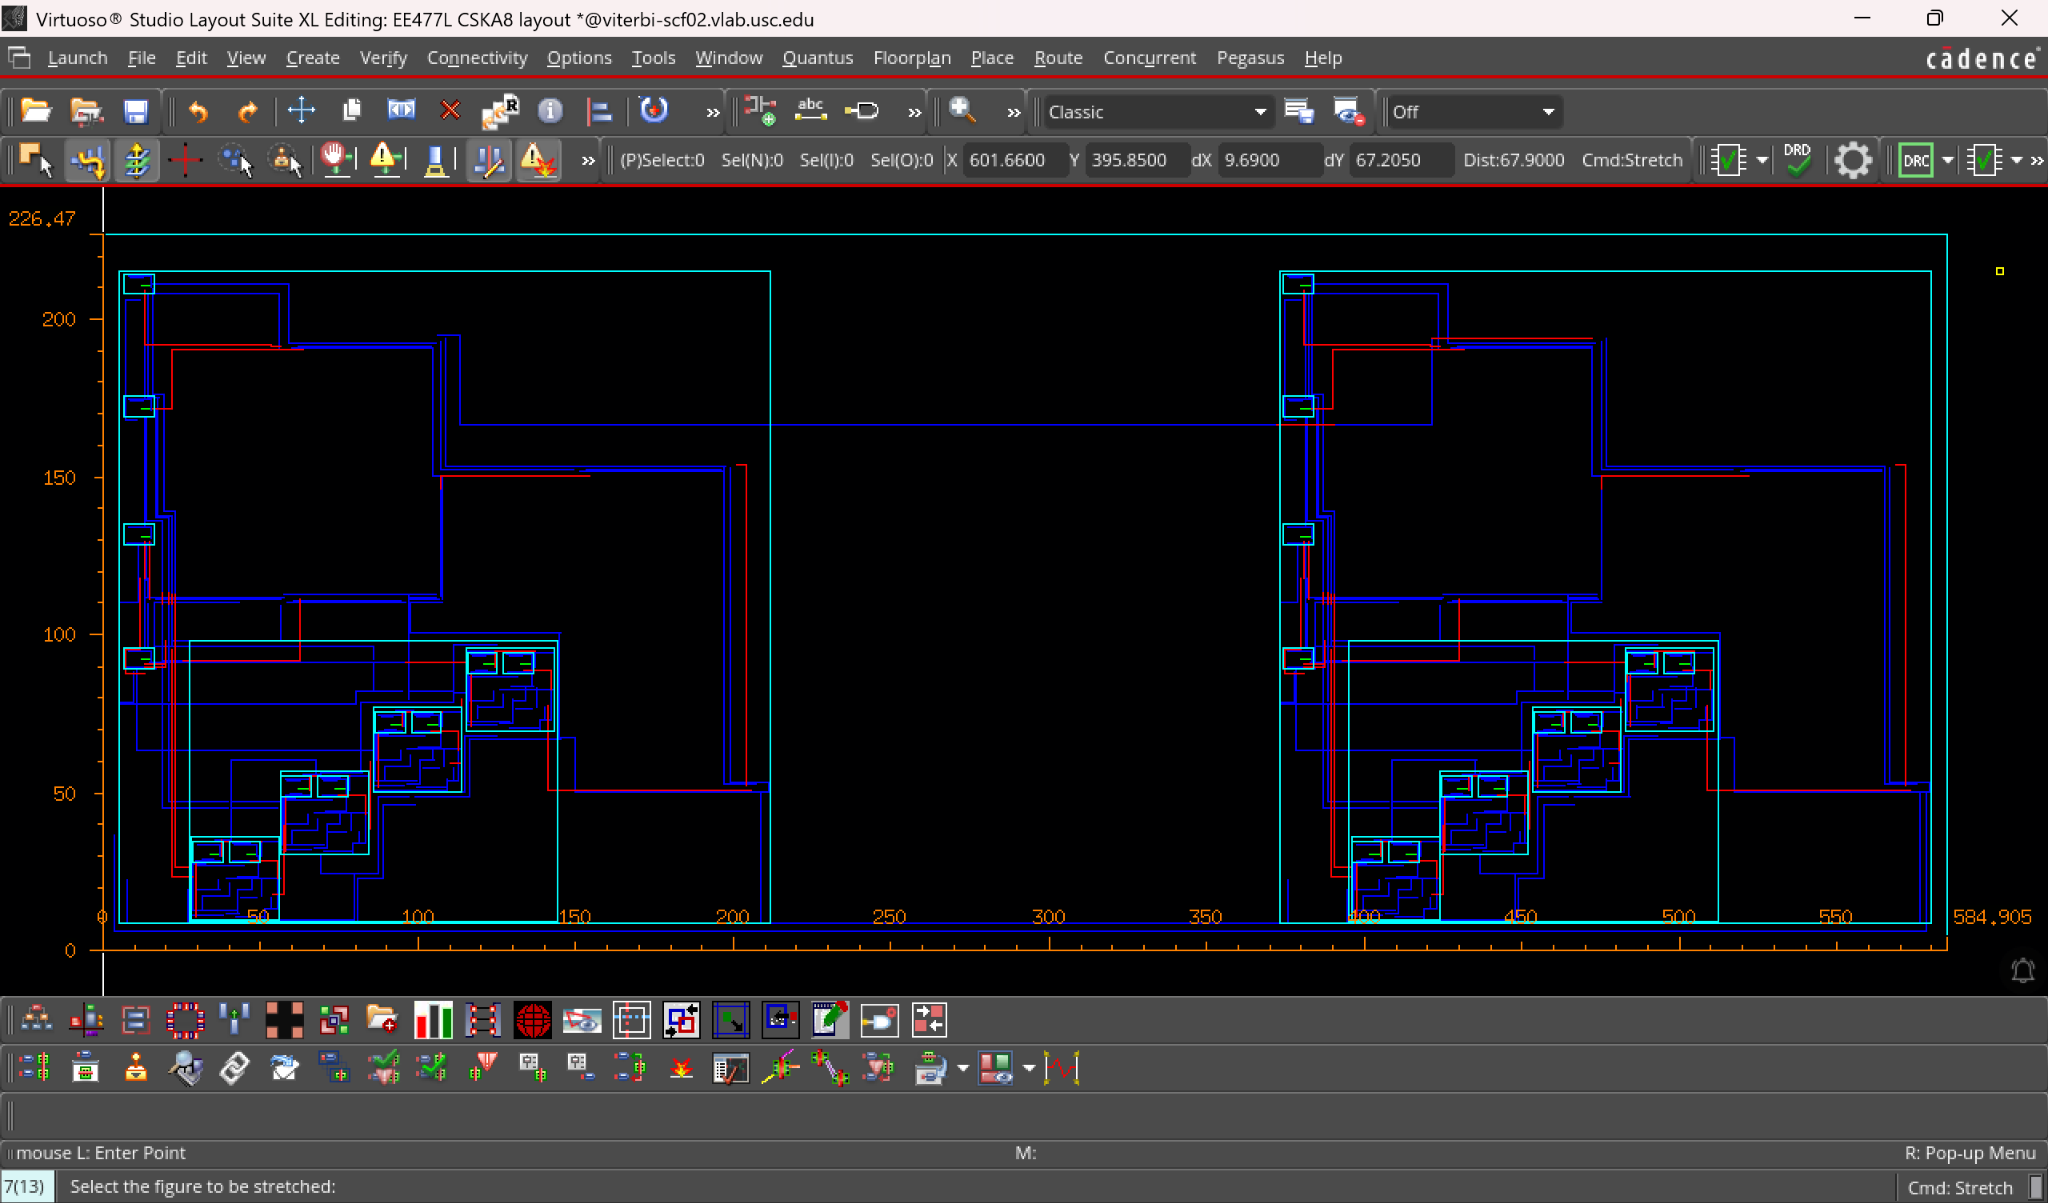 Virtuoso® Studio Layout Suite XL Editing: EE477L CSKA8 layout *@viterbi-scf02.vlab.usc.edu
Launch File Edit View Create Verify Connectivity Options Tools Window Quantus Floorplan Place Route Concurrent Pegasus Help
cādence®
R abc Classic Off
(P)Select:0 Sel(N):0 Sel(I):0 Sel(O):0 X 601.6600 Y 395.8500 dX 9.6900 dY 67.2050 Dist:67.9000 Cmd:Stretch DRD DRC
226.47
200
150
100
50
0 50 100 150 200 250 300 350 400 450 500 550 584.905
0
mouse L: Enter Point M: R: Pop-up Menu
7(13) Select the figure to be stretched: Cmd: Stretch